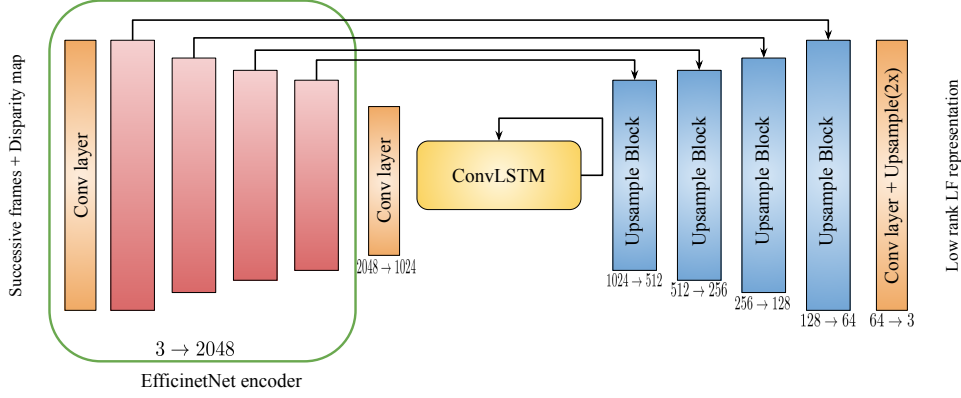 Successive frames + Disparity map
Conv layer
3 → 2048
EfficinetNet encoder
Conv layer
2048 → 1024
ConvLSTM
Upsample Block
1024 → 512
Upsample Block
512 → 256
Upsample Block
256 → 128
Upsample Block
128 → 64
Conv layer + Upsample(2x)
64 → 3
Low rank LF representation